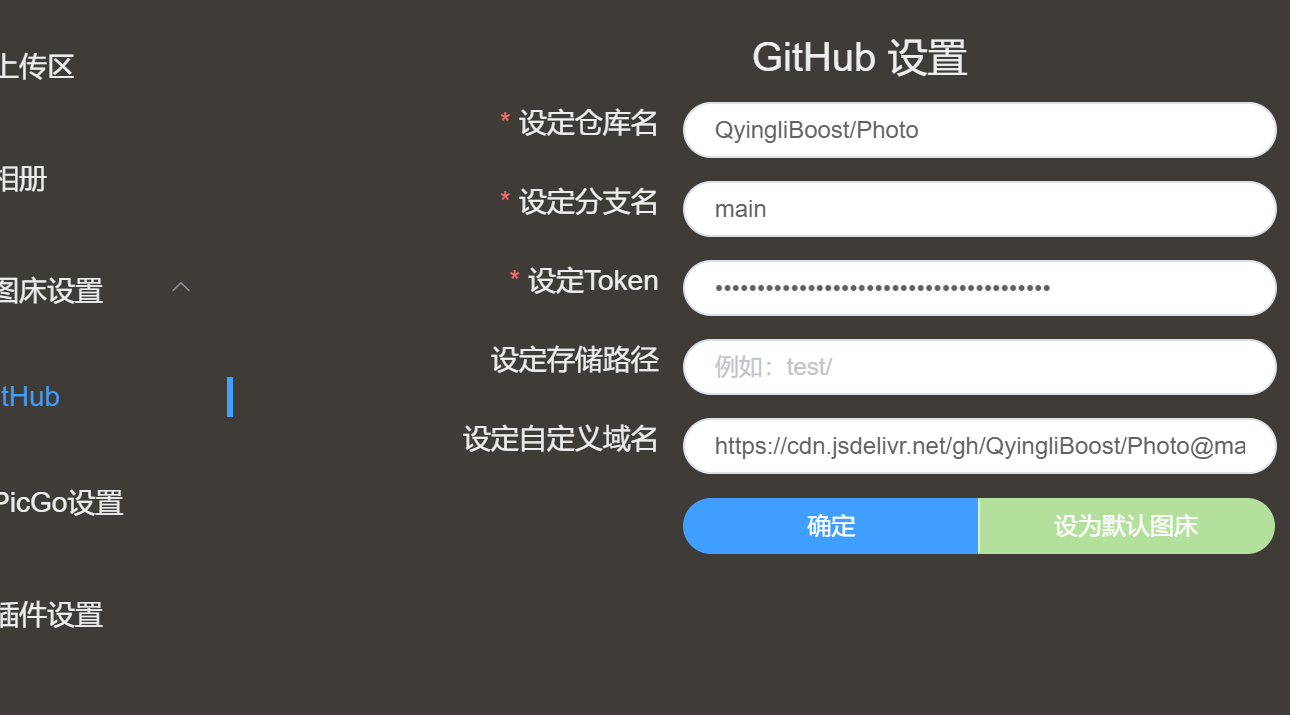 上传区
相册
图床设置
tHub
PicGo设置
插件设置
GitHub 设置
* 设定仓库名
QyingliBoost/Photo
* 设定分支名
main
* 设定Token
••••••••••••••••••••••••••••••••••••••••
设定存储路径
例如：test/
设定自定义域名
https://cdn.jsdelivr.net/gh/QyingliBoost/Photo@ma
确定
设为默认图床